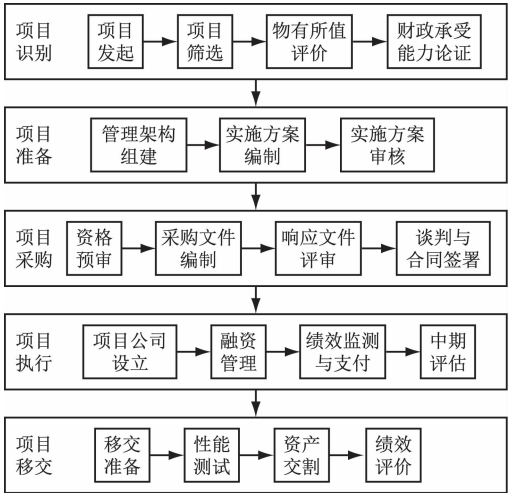 项目
识别
项目
发起
项目
筛选
物有所值
评价
财政承受
能力论证
项目
准备
管理架构
组建
实施方案
编制
实施方案
审核
项目
采购
资格
预审
采购文件
编制
响应文件
评审
谈判与
合同签署
项目
执行
项目公司
设立
融资
管理
绩效监测
与支付
中期
评估
项目
移交
移交
准备
性能
测试
资产
交割
绩效
评价